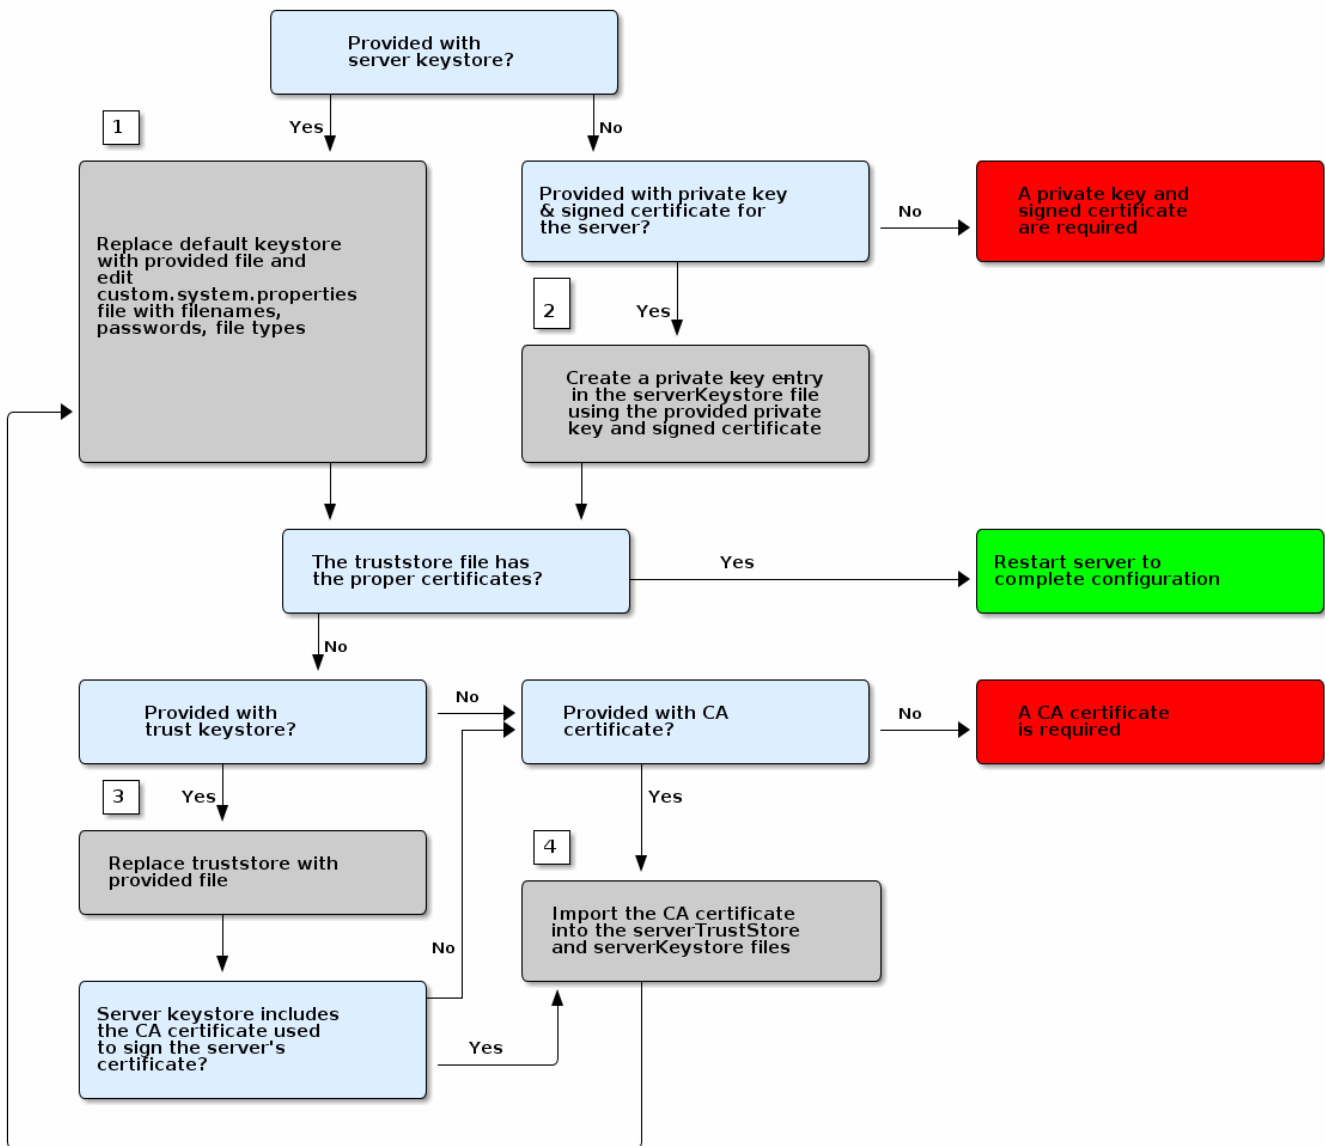 Provided with
server keystore?
1
Yes
No
Replace default keystore
with provided file and
edit
custom.system.properties
file with filenames,
passwords, file types
Provided with private key
& signed certificate for
the server?
No
A private key and
signed certificate
are required
2
Yes
Create a private key entry
in the serverKeystore file
using the provided private
key and signed certificate
The truststore file has
the proper certificates?
Yes
Restart server to
complete configuration
No
Provided with
trust keystore?
No
Provided with CA
certificate?
No
A CA certificate
is required
3
Yes
Yes
Replace truststore with
provided file
4
Import the CA certificate
into the serverTrustStore
and serverKeystore files
No
Server keystore includes
the CA certificate used
to sign the server's
certificate?
Yes